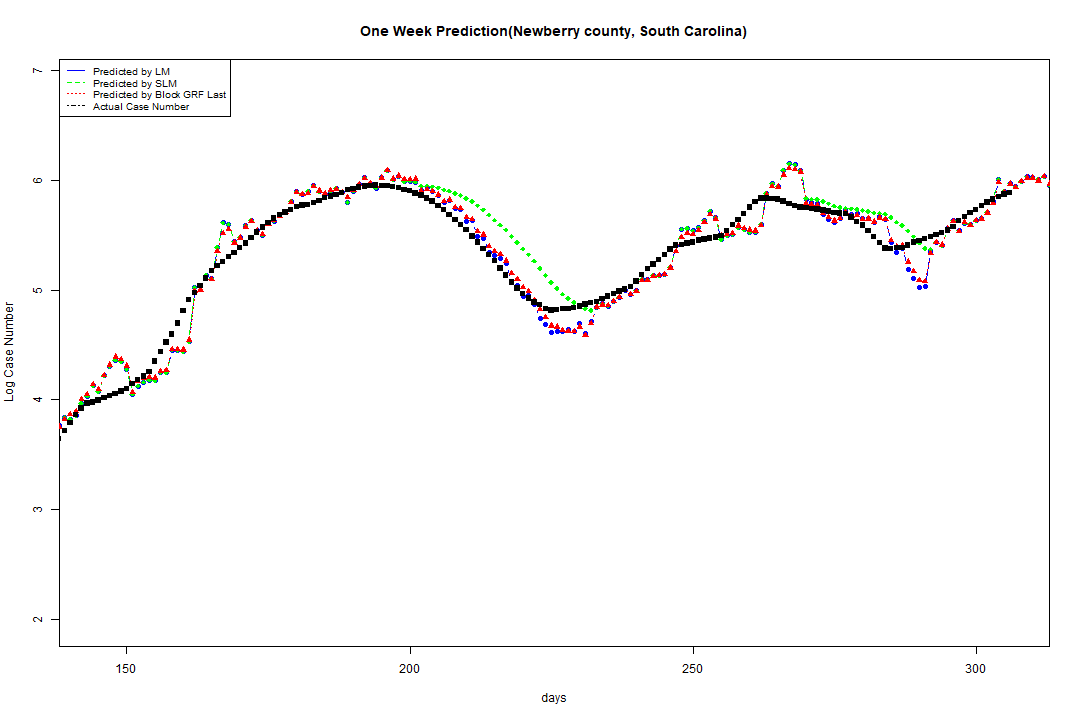 One Week Prediction(Newberry county, South Carolina)
7
Predicted by LM
Predicted by SLM
Predicted by Block GRF Last
Actual Case Number
6
5
4
3
2
Log Case Number
150
200
250
300
days